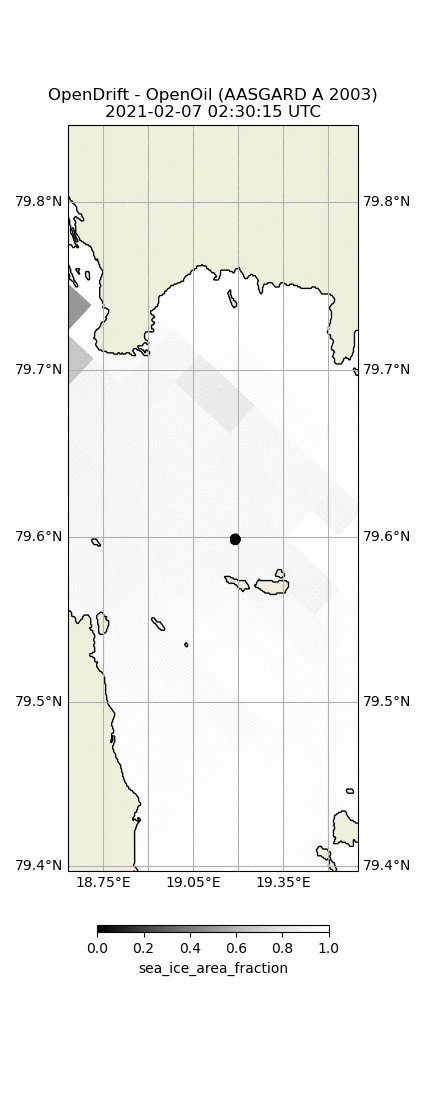 OpenDrift - OpenOil (AASGARD A 2003)
2021-02-07 02:30:15 UTC
79.8°N 79.8°N
79.7°N 79.7°N
79.6°N 79.6°N
79.5°N 79.5°N
79.4°N 79.4°N
18.75°E 19.05°E 19.35°E
0.0 0.2 0.4 0.6 0.8 1.0
sea_ice_area_fraction